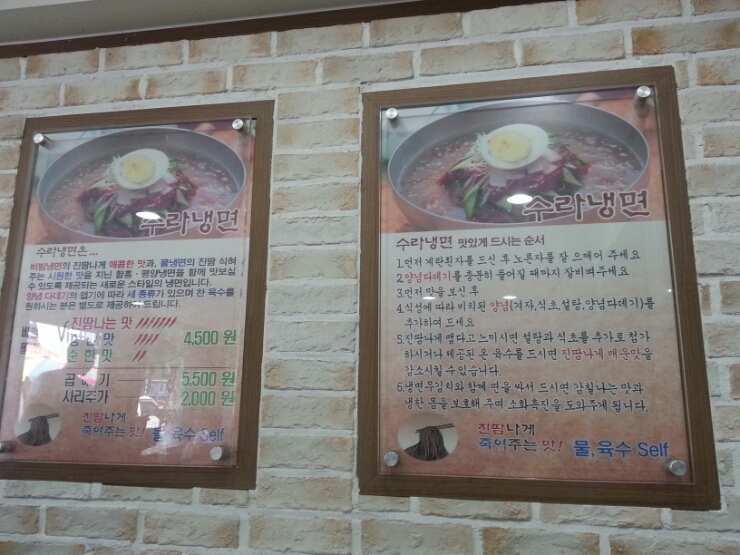 수라냉면
수라냉면은...
비빔냉면의 진땀나게 매콤한 맛과, 물냉면의 진땀 식혀
주는 시원한 맛을 지닌 함흥·평양냉면을 함께 맛보실
수 있도록 제공되는 새로운 스타일의 냉면입니다.
양념 다데기의 맵기에 따라 세 종류가 있으며 찬 육수를
원하시는 분은 별도로 제공하여 드립니다.
진땀나는 맛
맛
순한맛
4,500 원
곱 기 5,500 원
사리추가 2,000 원
진땀나게
죽여주는 맛! 물,육수 Self
수라냉면
수라냉면 맛있게 드시는 순서
1.먼저 계란흰자를 드신 후 노른자를 잘 으깨어 주세요
2.양념다데기를 충분히 풀어질 때까지 잘비벼 주세요
3.먼저 맛을 보신 후
4.식성에 따라 비치된 양념(겨자,식초,설탕,양념다데기)를
추가하여 드세요
5.진땀나게 맵다고 느끼시면 설탕과 식초를 추가로 첨가
하시거나 제공된 온 육수를 드시면 진땀나게 매운맛을
감소시킬 수있습니다.
6.냉면무김치와 함께 면을 싸서 드시면 감칠나는 맛과
냉한 몸을 보호해 주며 소화촉진을 도와주게 됩니다.
진땀나게
죽여주는 맛! 물,육수 Self